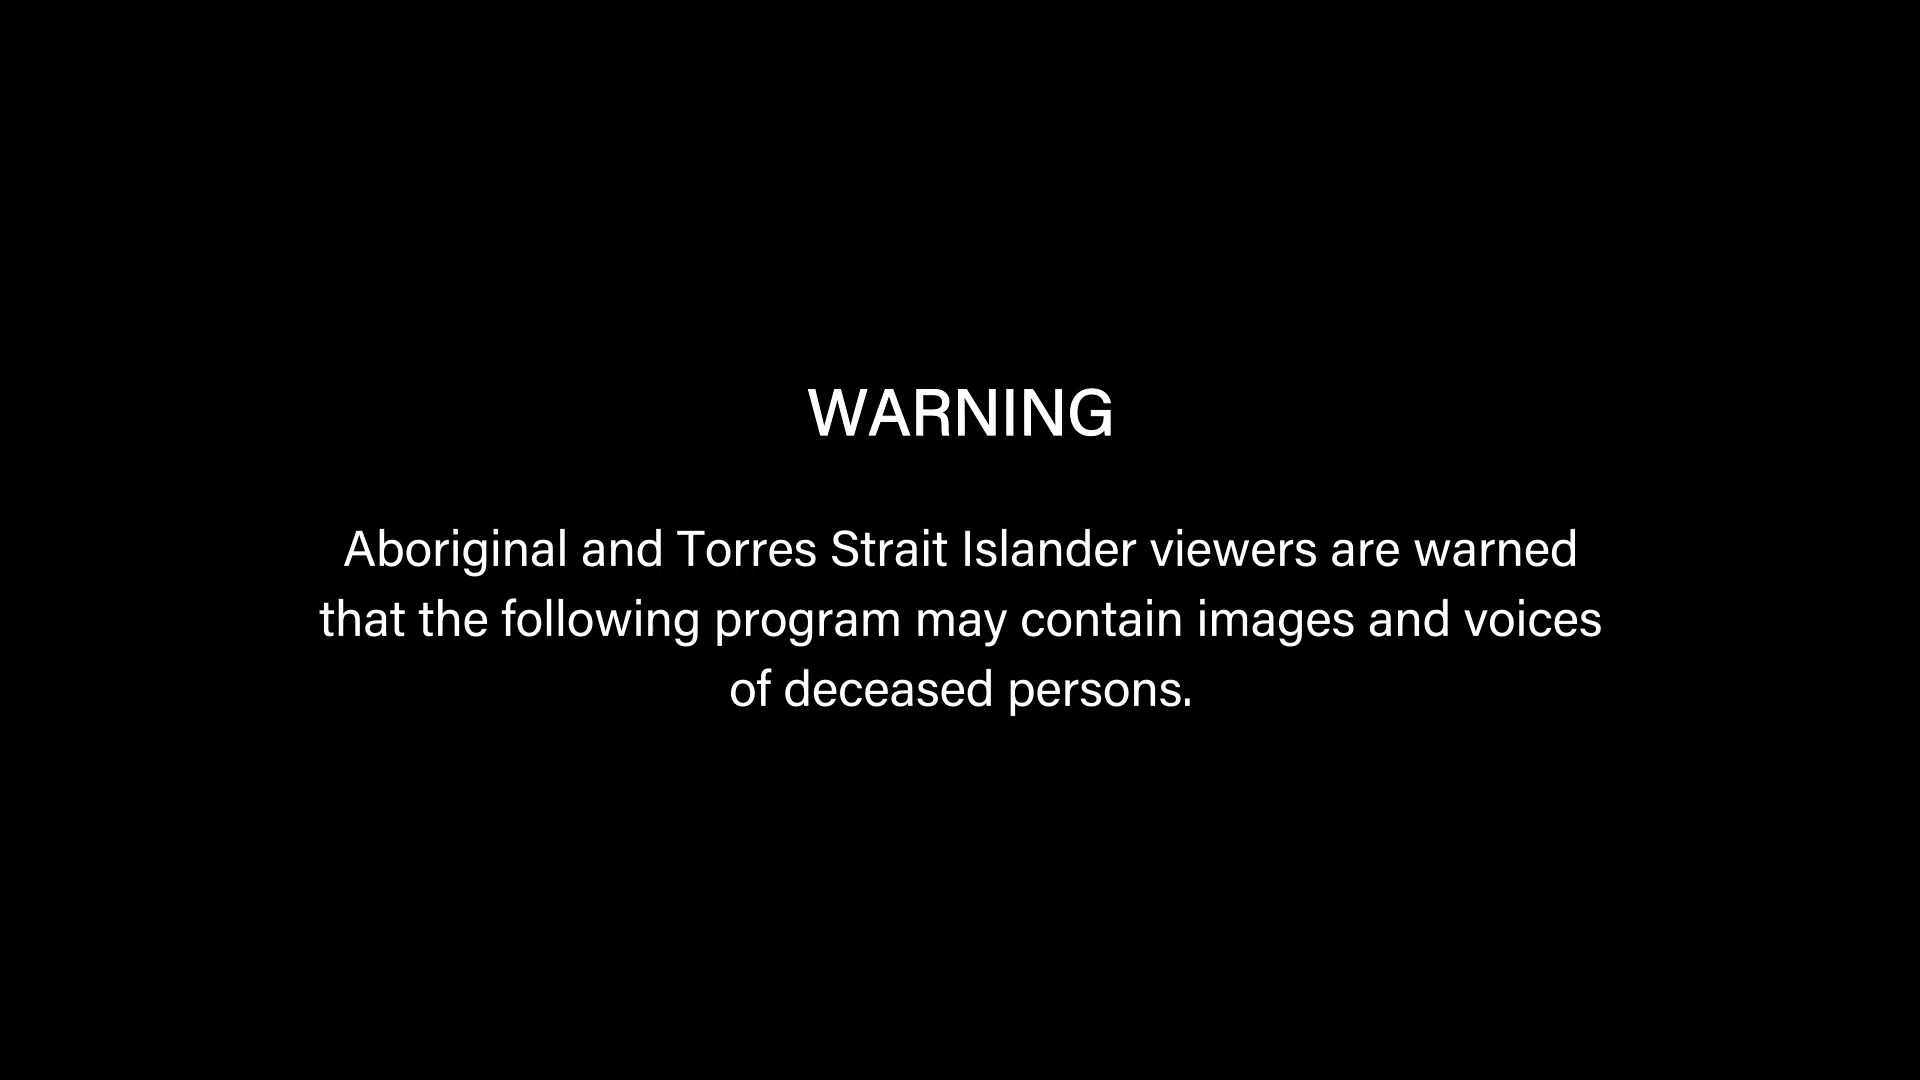 WARNING
Aboriginal and Torres Strait Islander viewers are warned
that the following program may contain images and voices
of deceased persons.